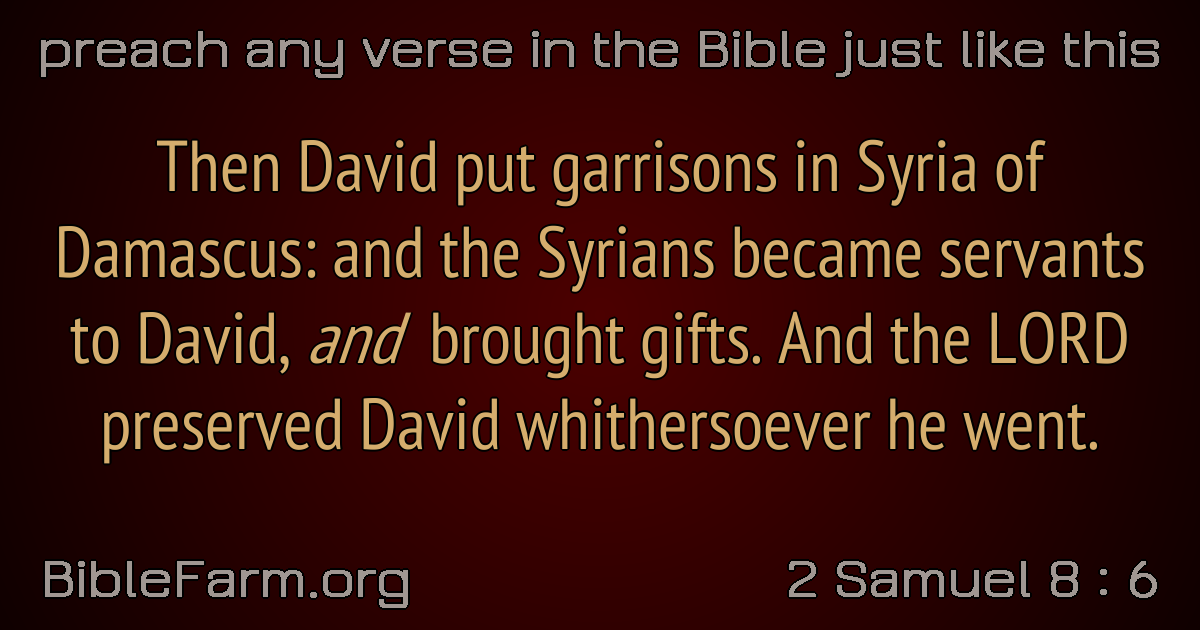 preach any verse in the Bible just like this
Then David put garrisons in Syria of
Damascus: and the Syrians became servants
to David, and brought gifts. And the LORD
preserved David whithersoever he went.
BibleFarm.org
2 Samuel 8 : 6